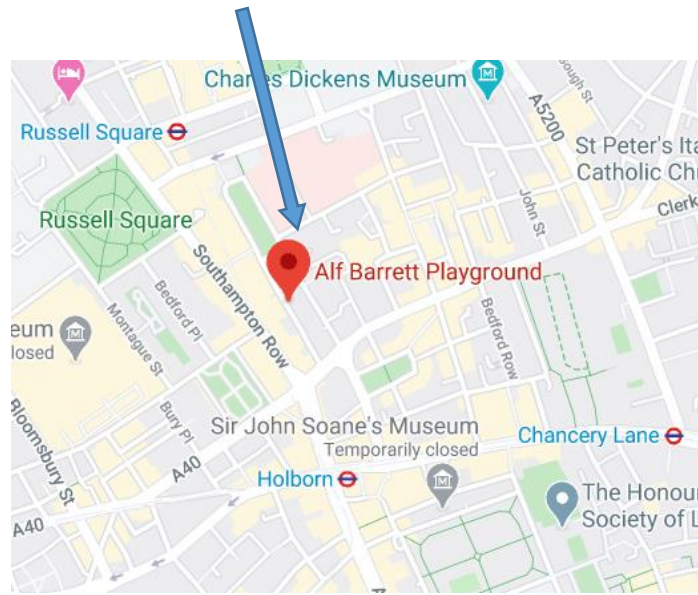 Charles Dickens Museum
Russell Square
A5200
Gough St
St Peter's Ita
Catholic Chu
John St
Clerk
Russell Square
Southampton Row
Alf Barrett Playground
Bedford Pl
Montague St
eum
losed
Bedford Row
Bury Pl
Bloomsbury St
Sir John Soane's Museum
Temporarily closed
Chancery Lane
A40
Holborn
A40
The Honour
Society of L